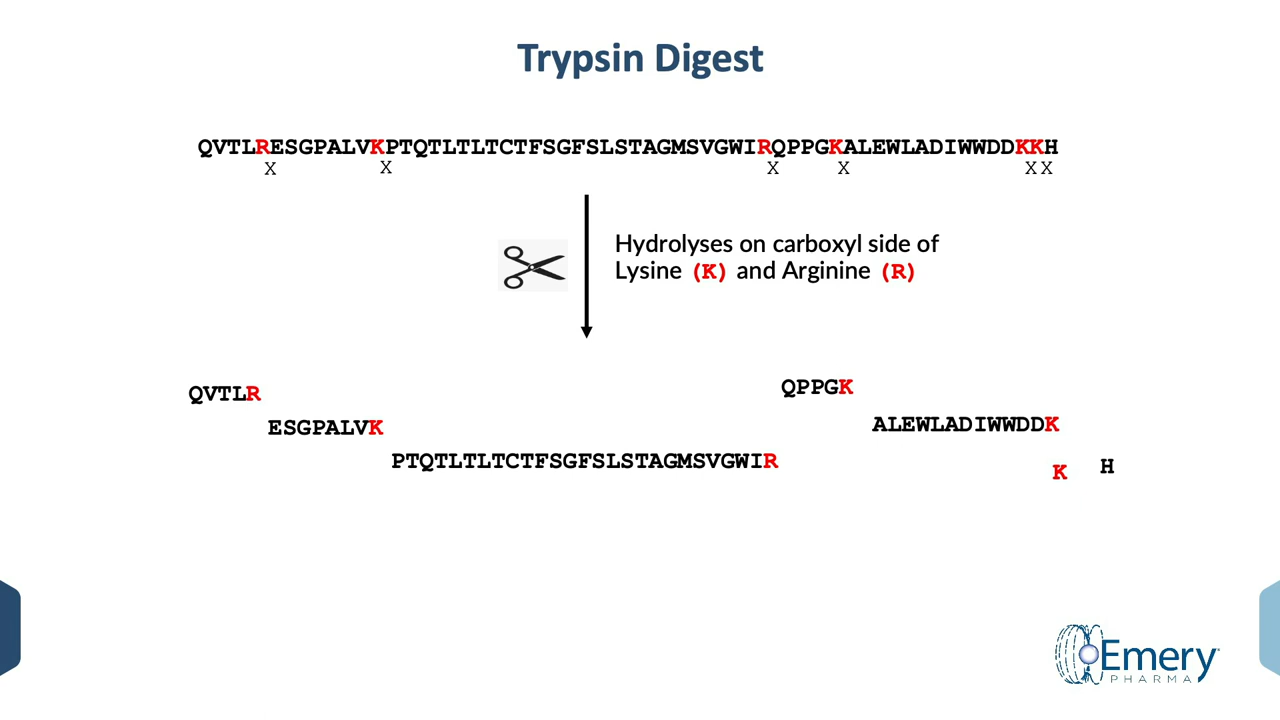 Trypsin Digest
QVTLRESGPALVKPTQTLTLTCTFSGFSLSTAGMSVGWIRQPPGKALEWLADIWWDDKKH
X X X X X X
Hydrolyses on carboxyl side of
Lysine (K) and Arginine (R)
QVTLR
ESGPALVK
PTQTLTLTCTFSGFSLSTAGMSVGWIR
QPPGK
ALEWLADIWWDDK
K
H
Emery
PHARMA